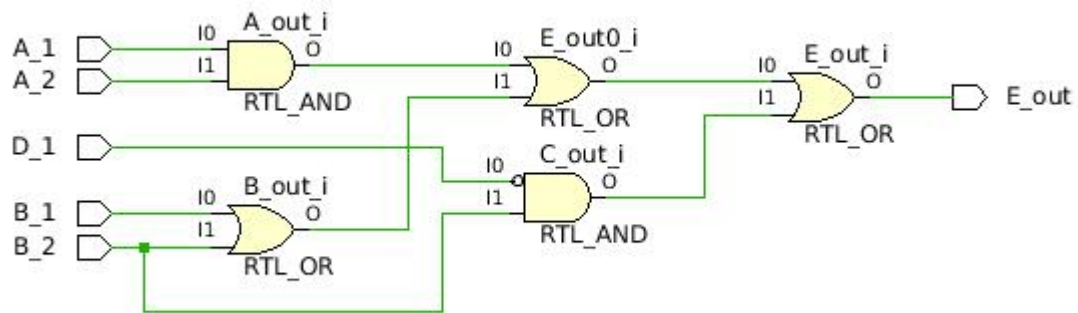 A_1
A_2
D_1
B_1
B_2
A_out_i
I0
I1
O
RTL_AND
B_out_i
I0
I1
O
RTL_OR
E_out0_i
I0
I1
O
RTL_OR
C_out_i
I0
I1
O
RTL_AND
E_out_i
I0
I1
O
RTL_OR
E_out